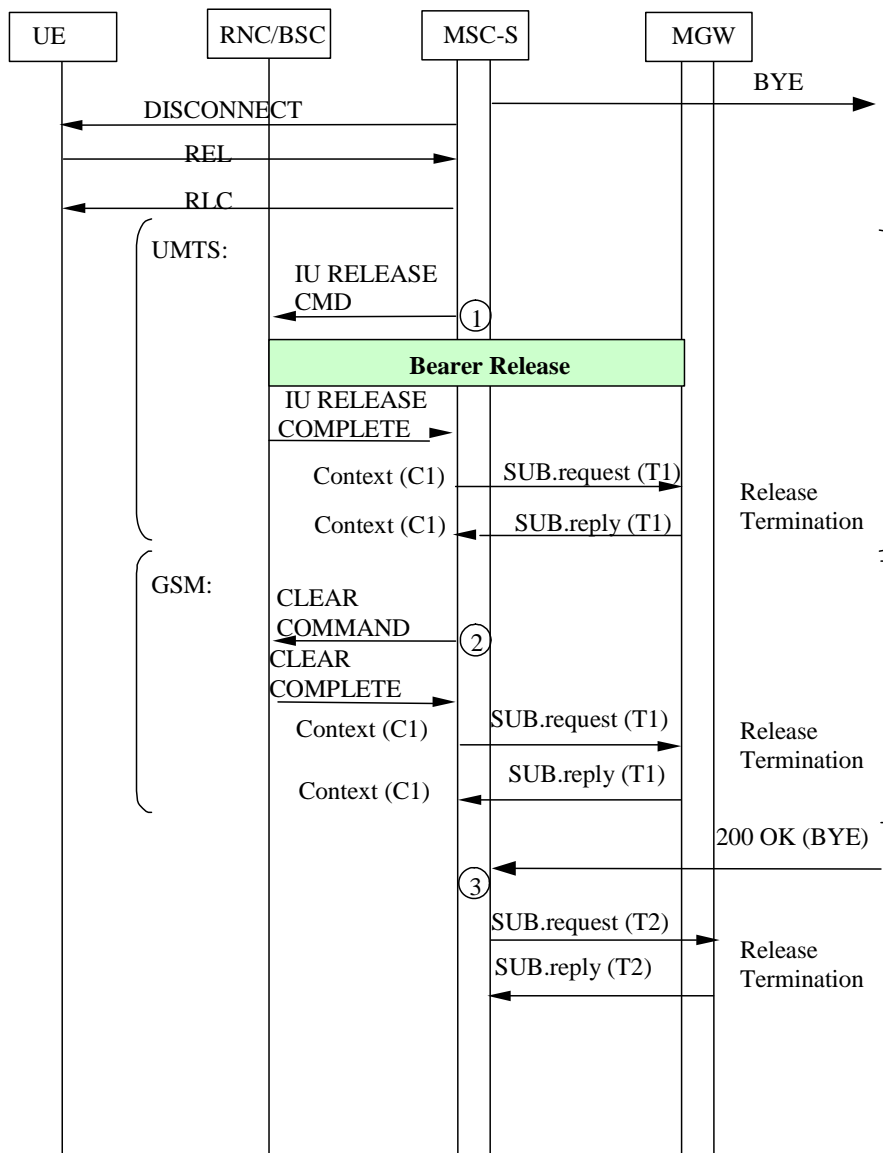 UE
RNC/BSC
MSC-S
MGW
BYE
DISCONNECT
REL
RLC
UMTS:
IU RELEASE
CMD
1
Bearer Release
IU RELEASE
COMPLETE
Context (C1)
SUB.request (T1)
Context (C1)
SUB.reply (T1)
Release
Termination
GSM:
CLEAR
COMMAND
2
CLEAR
COMPLETE
Context (C1)
SUB.request (T1)
Context (C1)
SUB.reply (T1)
Release
Termination
200 OK (BYE)
3
SUB.request (T2)
SUB.reply (T2)
Release
Termination